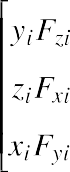 y_i F_{zi}
z_i F_{xi}
x_i F_{yi}